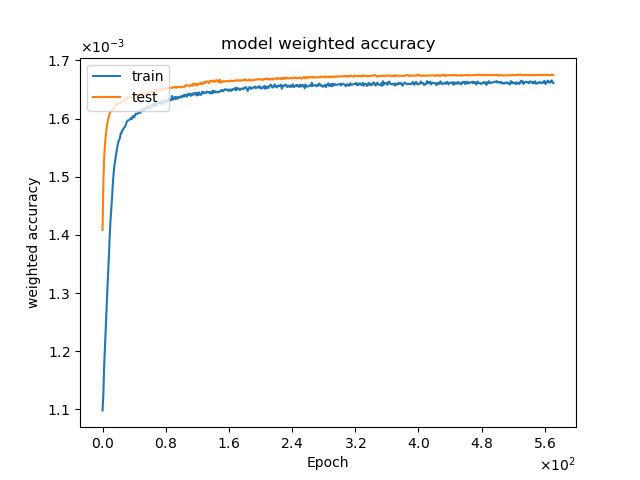 model weighted accuracy
×10⁻³
1.7
1.6
1.5
1.4
1.3
1.2
1.1
weighted accuracy
train
test
0.0 0.8 1.6 2.4 3.2 4.0 4.8 5.6
Epoch
×10²